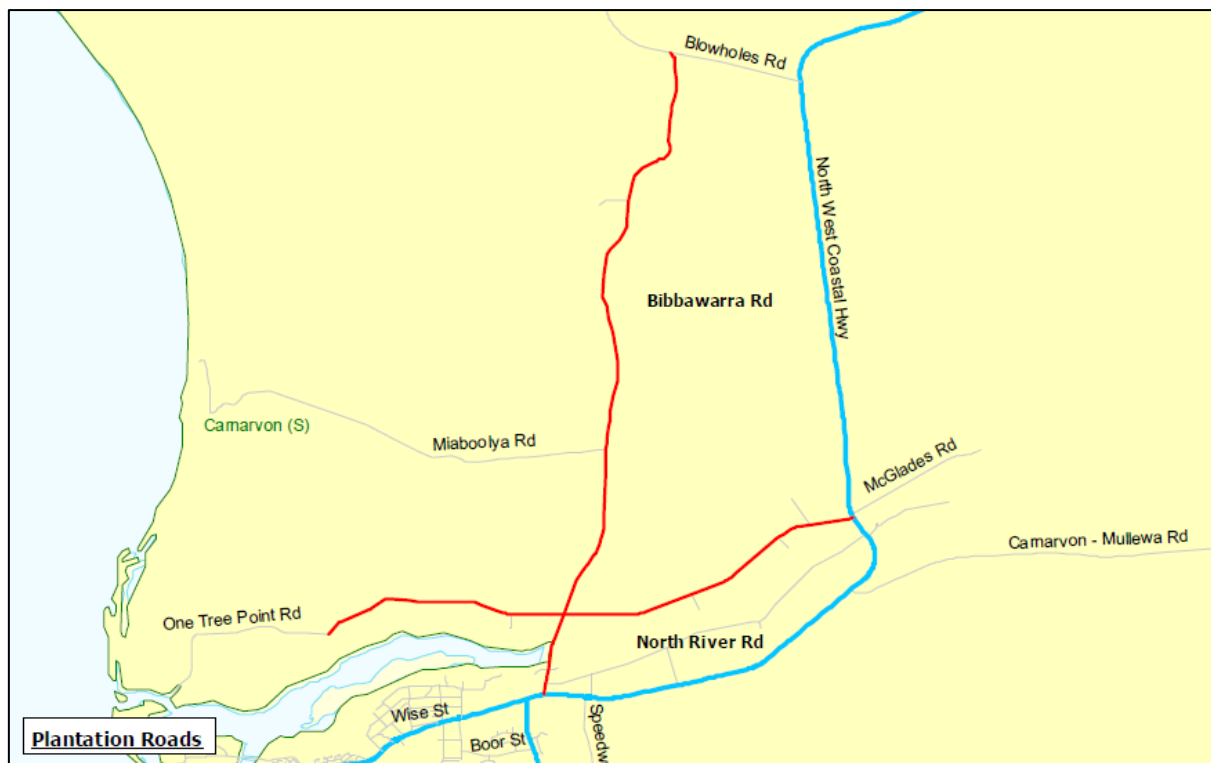 Blowholes Rd
North West Coastal Hwy
Bibbawarra Rd
Carnarvon (S)
Miaboolya Rd
McGlades Rd
Carnarvon - Mullewa Rd
One Tree Point Rd
North River Rd
Wise St
Speedw
Boor St
Plantation Roads